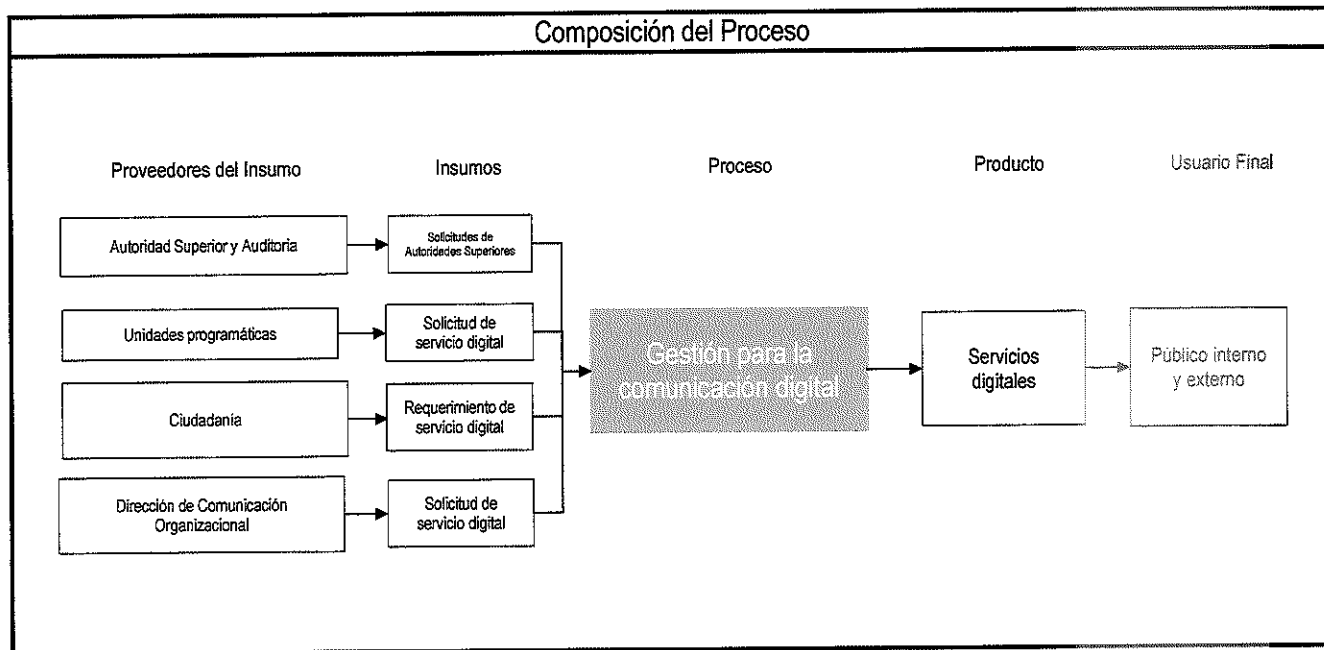 Composición del Proceso
Proveedores del Insumo
Insumos
Proceso
Producto
Usuario Final
Autoridad Superior y Auditoria
Solicitudes de
Autoridades Superiores
Unidades programáticas
Solicitud de
servicio digital
Ciudadanía
Requerimiento de
servicio digital
Dirección de Comunicación
Organizacional
Solicitud de
servicio digital
Gestión para la
comunicación digital
Servicios
digitales
Público interno
y externo